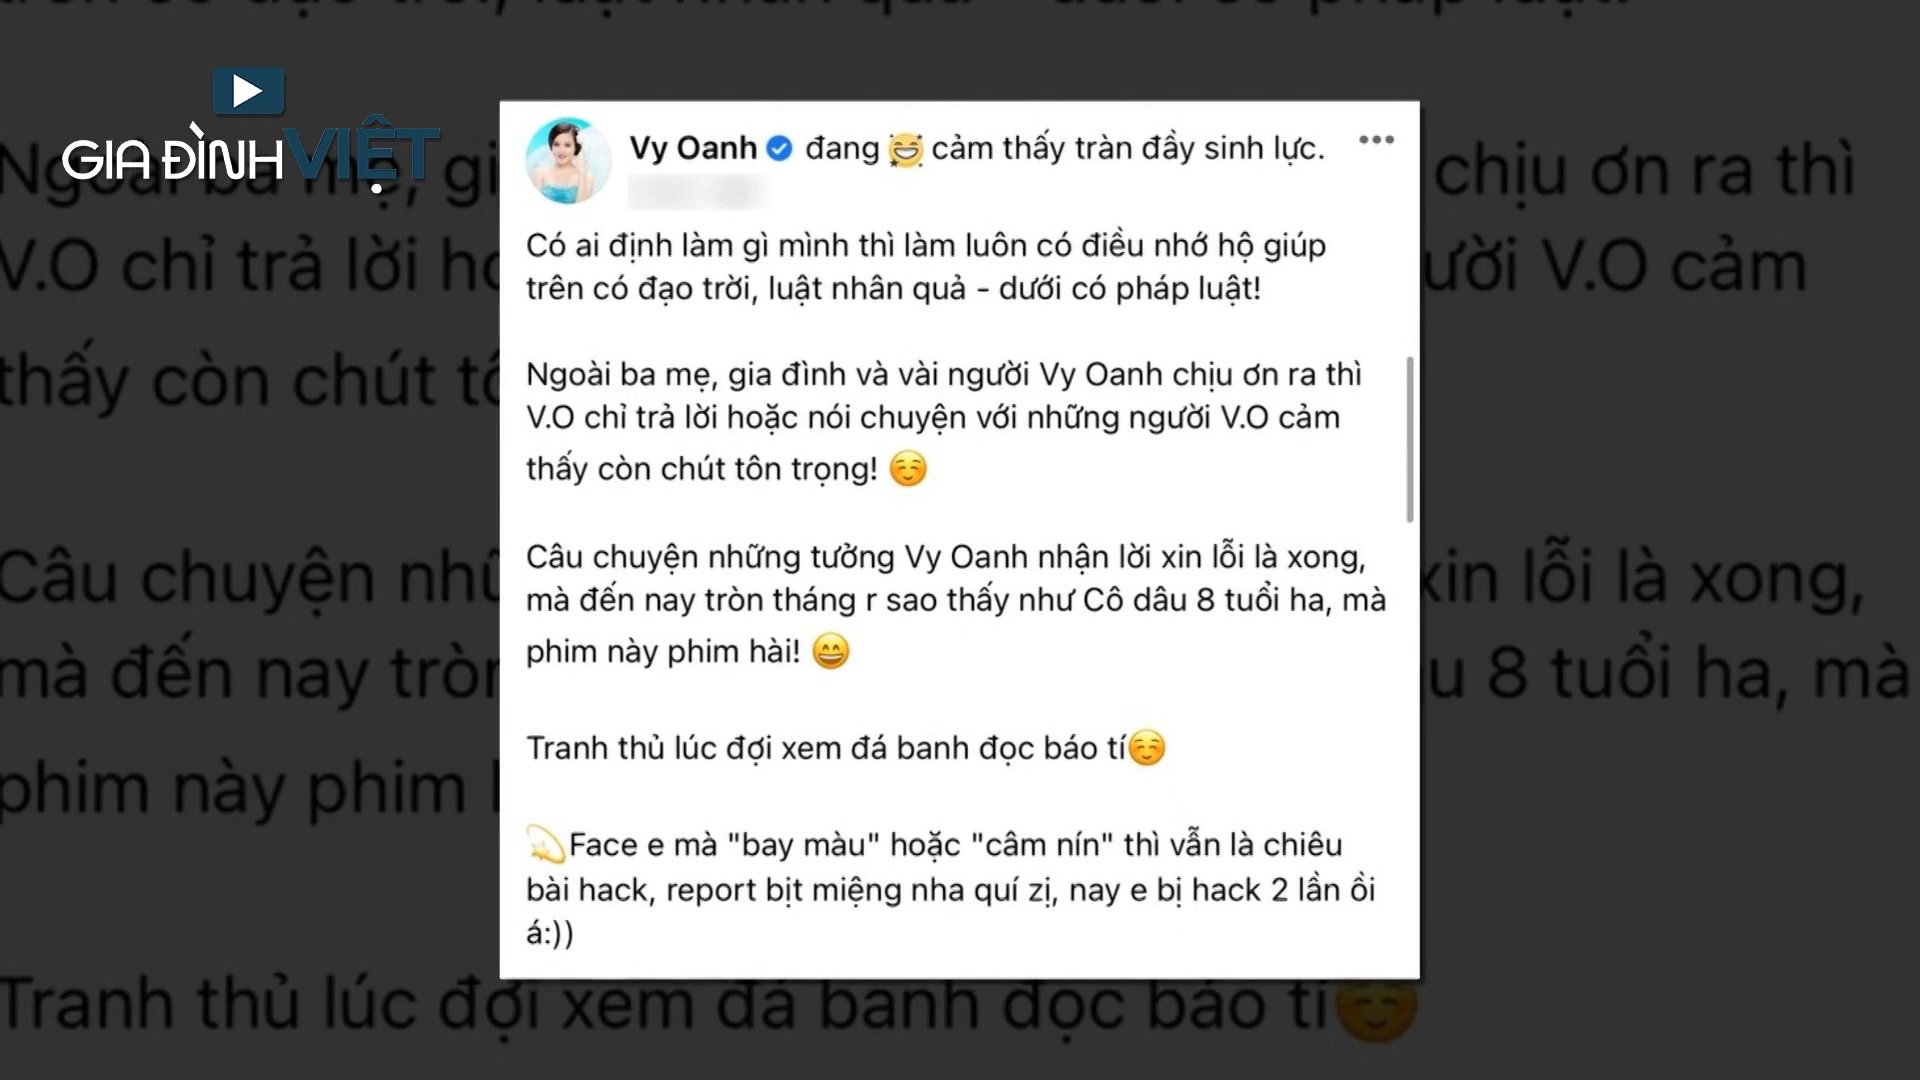 GIA ĐÌNH VIỆT
Vy Oanh đang 😆 cảm thấy tràn đầy sinh lực.
Có ai định làm gì mình thì làm luôn có điều nhớ hộ giúp
trên có đạo trời, luật nhân quả - dưới có pháp luật!
Ngoài ba mẹ, gia đình và vài người Vy Oanh chịu ơn ra thì
V.O chỉ trả lời hoặc nói chuyện với những người V.O cảm
thấy còn chút tôn trọng! ☺️
Câu chuyện những tưởng Vy Oanh nhận lời xin lỗi là xong,
mà đến nay tròn tháng r sao thấy như Cô dâu 8 tuổi ha, mà
phim này phim hài! 😄
Tranh thủ lúc đợi xem đá banh đọc báo tí☺️
💫Face e mà "bay màu" hoặc "câm nín" thì vẫn là chiêu
bài hack, report bịt miệng nha quí zị, nay e bị hack 2 lần ồi
á:))